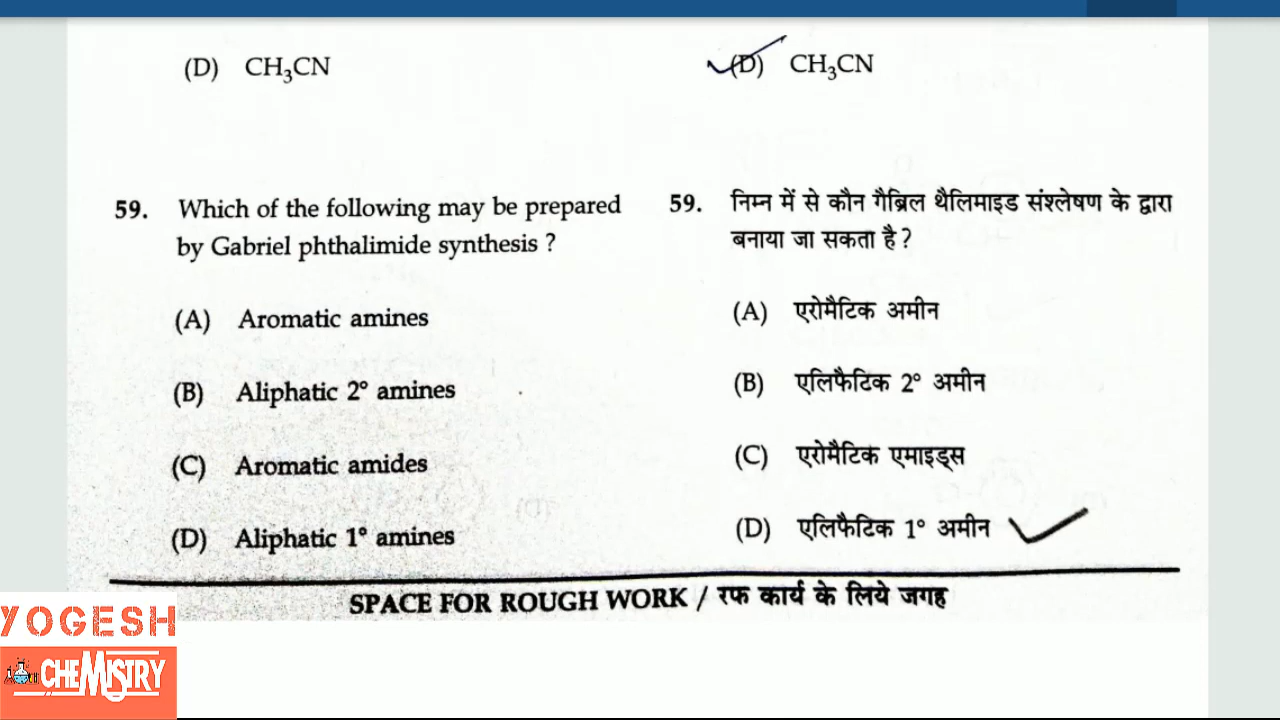 (D) CH₃CN
(D) CH₃CN
59. Which of the following may be prepared
by Gabriel phthalimide synthesis ?
(A) Aromatic amines
(B) Aliphatic 2° amines
(C) Aromatic amides
(D) Aliphatic 1° amines
59. निम्न में से कौन गैब्रिल थैलिमाइड संश्लेषण के द्वारा
बनाया जा सकता है ?
(A) एरोमैटिक अमीन
(B) एलिफैटिक 2° अमीन
(C) एरोमैटिक एमाइड्स
(D) एलिफैटिक 1° अमीन
SPACE FOR ROUGH WORK / रफ कार्य के लिये जगह
YOGESH
CHEMISTRY